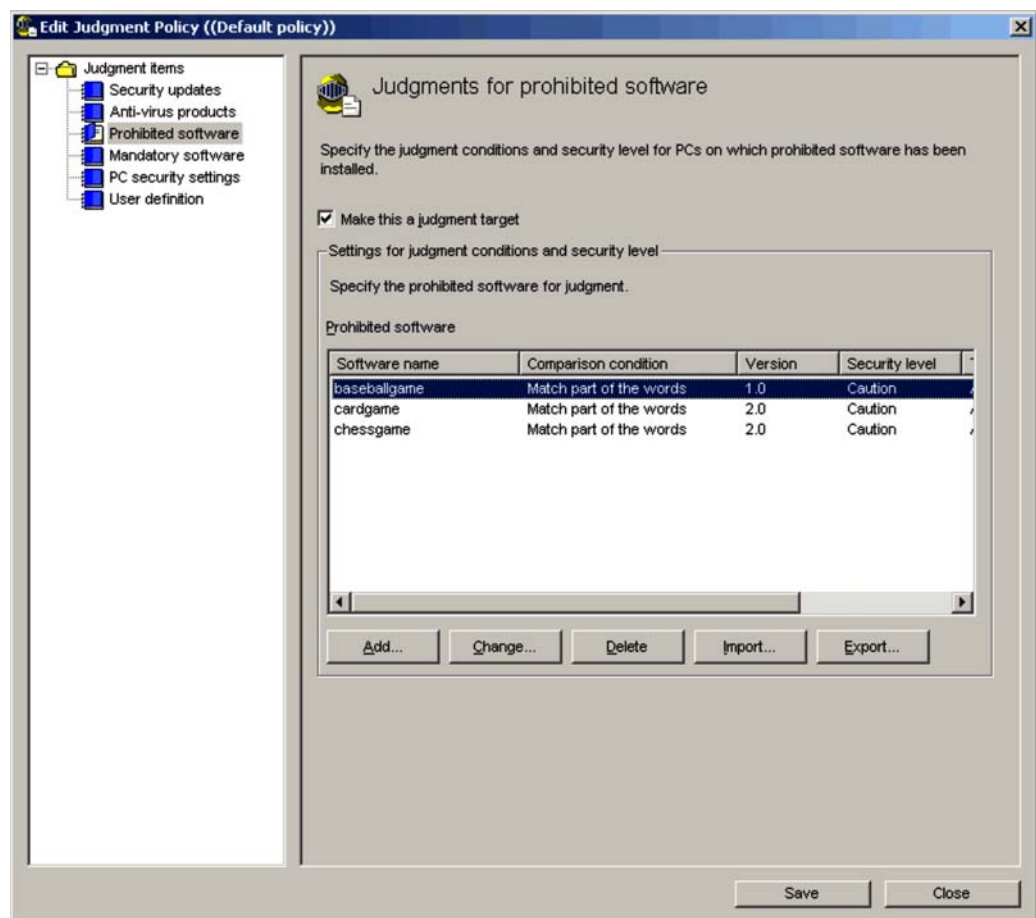 Edit Judgment Policy ((Default policy))
Judgment items
Security updates
Anti-virus products
Prohibited software
Mandatory software
PC security settings
User definition
Judgments for prohibited software
Specify the judgment conditions and security level for PCs on which prohibited software has been
installed.
Make this a judgment target
Settings for judgment conditions and security level
Specify the prohibited software for judgment.
Prohibited software
Software name Comparison condition Version Security level
baseballgame Match part of the words 1.0 Caution
cardgame Match part of the words 2.0 Caution
chessgame Match part of the words 2.0 Caution
Add... Change... Delete Import... Export...
Save Close